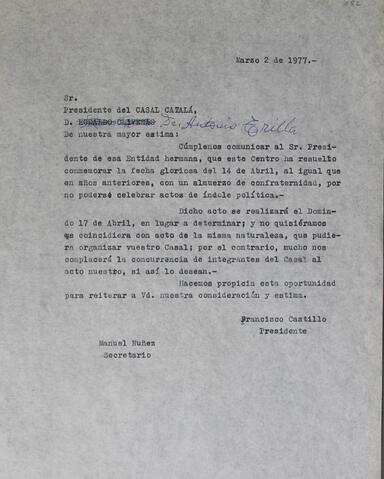 Marzo 2 de 1977.-
Sr.
Presidente del CASAL CATALÁ,
D. Dr. Antonio Trilla
De nuestra mayor estima:
Cúmplenos comunicar al Sr. Presi-
dente de esa Entidad hermana, que este Centro ha resuelto
conmemorar la fecha gloriosa del 14 de Abril, al igual que
en años anteriores, con un almuerzo de confraternidad, por
no poderse celebrar actos de índole política.-
Dicho acto se realizará el Domin-
do 17 de Abril, en lugar a determinar; y no quisiéramos
que coincidiera con acto de la misma naturaleza, que pudie-
ra organizar vuestro Casal; por el contrario, mucho nos
complacerá la concurrencia de integrantes del Casal al
acto nuestro, si así lo desean.-
Hacemos propicia esta oportunidad
para reiterar a Vd. nuestra consideración y estima.
Francisco Castillo
Presidente
Manuel Nuñez
Secretario